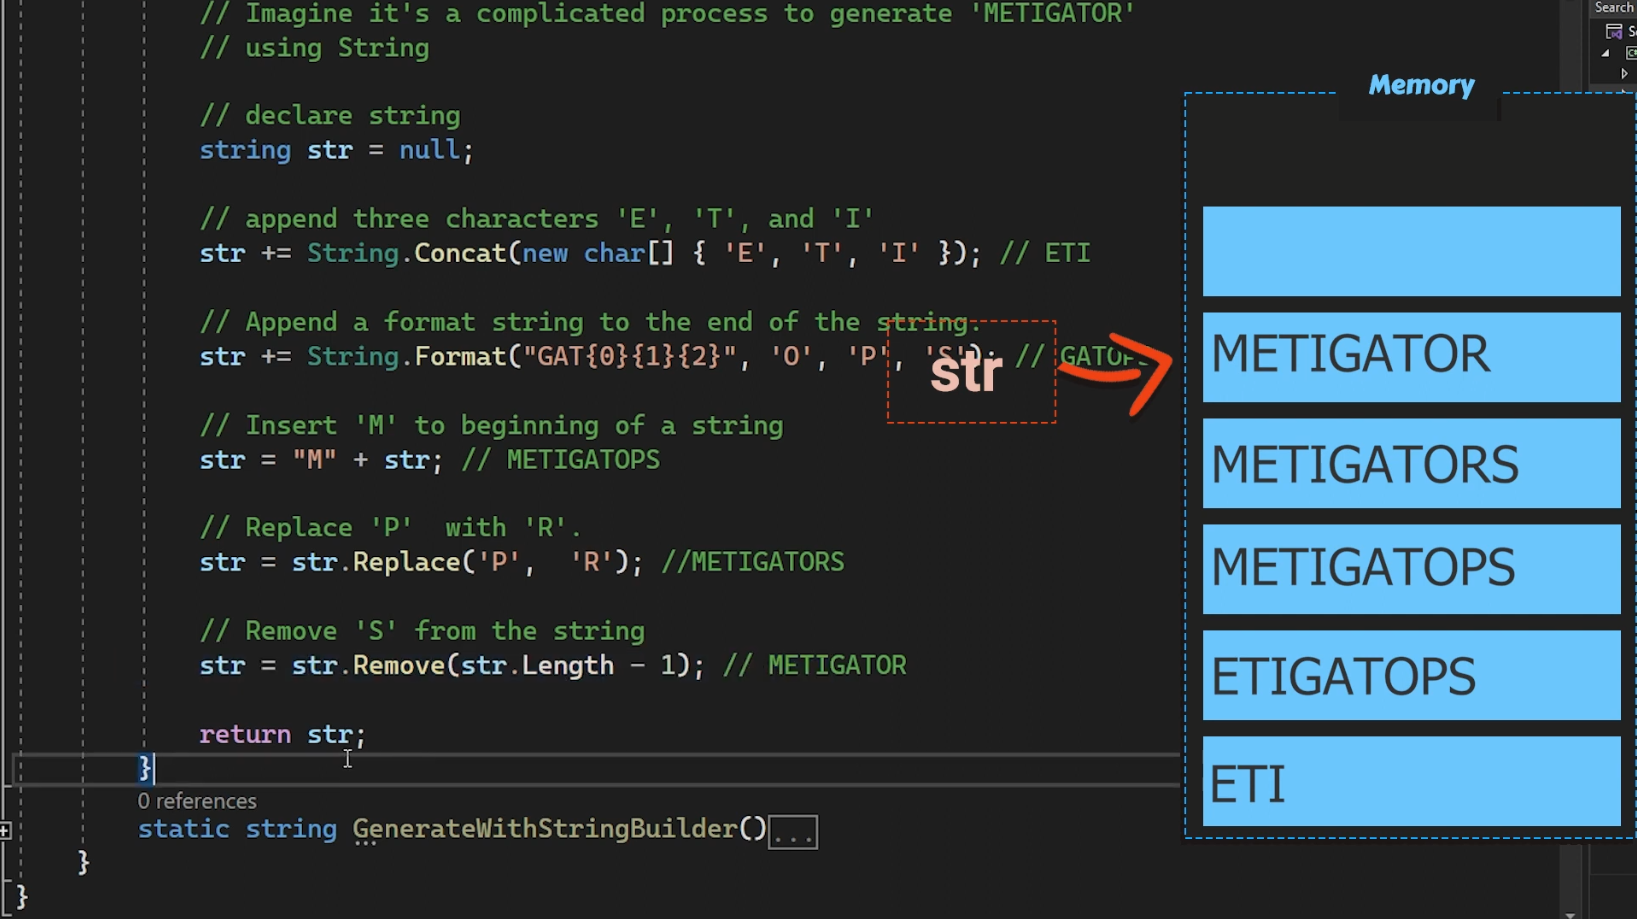 // Imagine it's a complicated process to generate 'METIGATOR'
// using String
// declare string
string str = null;
// append three characters 'E', 'T', and 'I'
str += String.Concat(new char[] { 'E', 'T', 'I' }); // ETI
// Append a format string to the end of the string.
str += String.Format("GAT{0}{1}{2}", 'O', 'P', 'S'); // GATOPS
// Insert 'M' to beginning of a string
str = "M" + str; // METIGATOPS
// Replace 'P'  with 'R'.
str = str.Replace('P',  'R'); //METIGATORS
// Remove 'S' from the string
str = str.Remove(str.Length - 1); // METIGATOR
return str;
}
0 references
static string GenerateWithStringBuilder()...
}
}
str
Search
Memory
METIGATOR
METIGATORS
METIGATOPS
ETIGATOPS
ETI